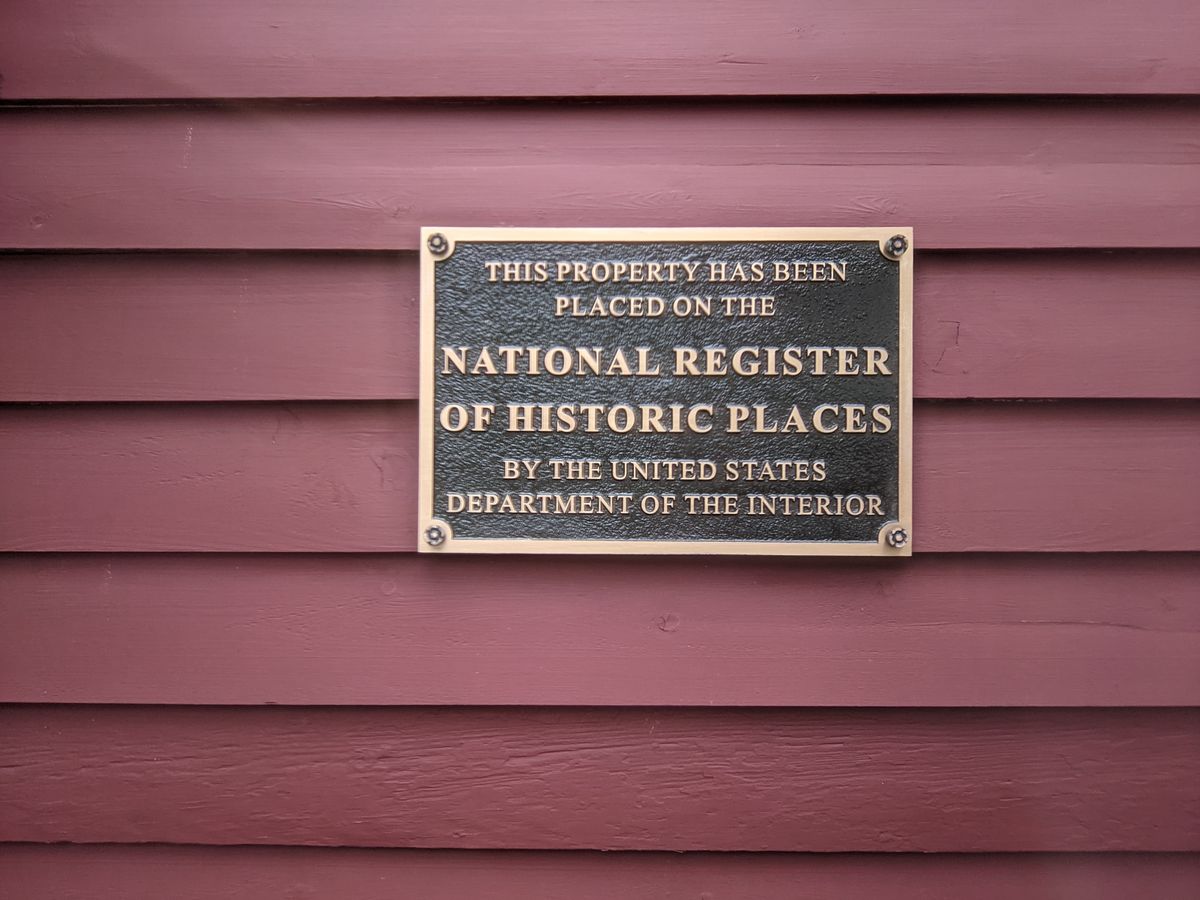 THIS PROPERTY HAS BEEN
PLACED ON THE
NATIONAL REGISTER
OF HISTORIC PLACES
BY THE UNITED STATES
DEPARTMENT OF THE INTERIOR